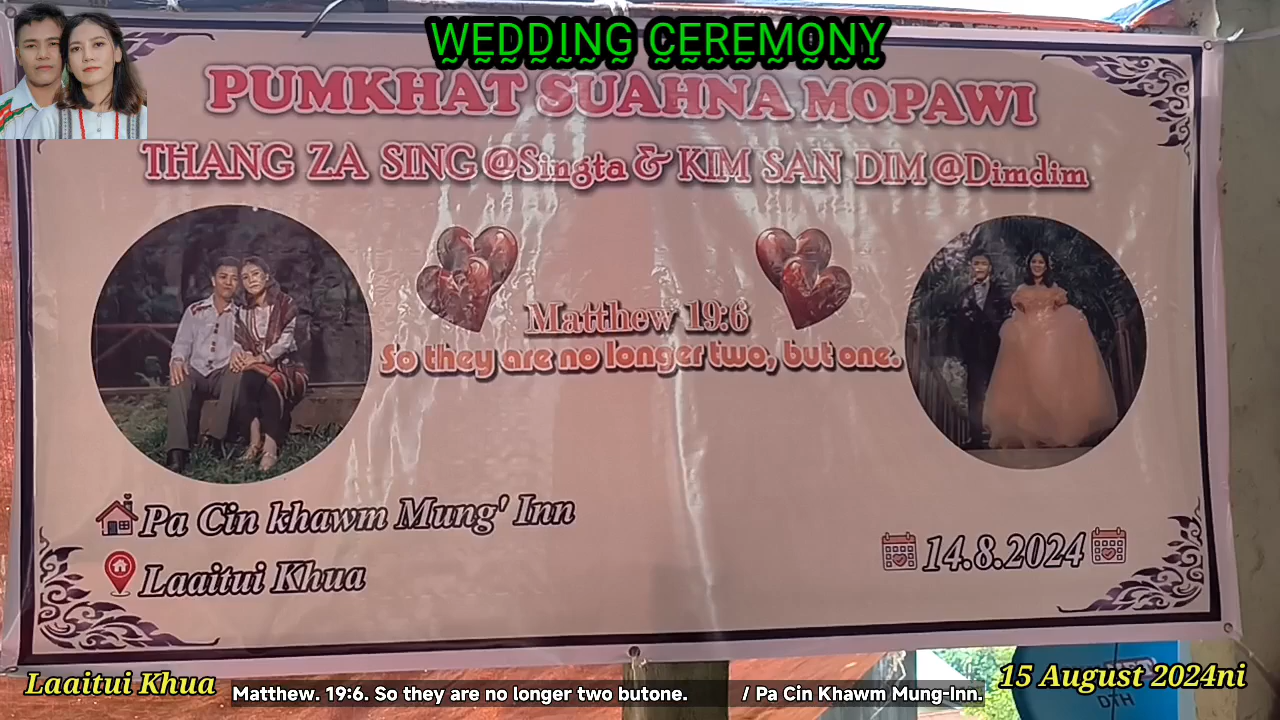 WEDDING CEREMONY
PUMKHAT SUAHNA MOPAWI
THANG ZA SING @Singta & KIM SAN DIM @Dimdim
Matthew 19:6
So they are no longer two, but one.
Pa Cin khawm Mung' Inn
Laaitui Khua
14.8.2024
Laaitui Khua
Matthew. 19:6. So they are no longer two butone. / Pa Cin Khawm Mung-Inn.
15 August 2024ni
DTH